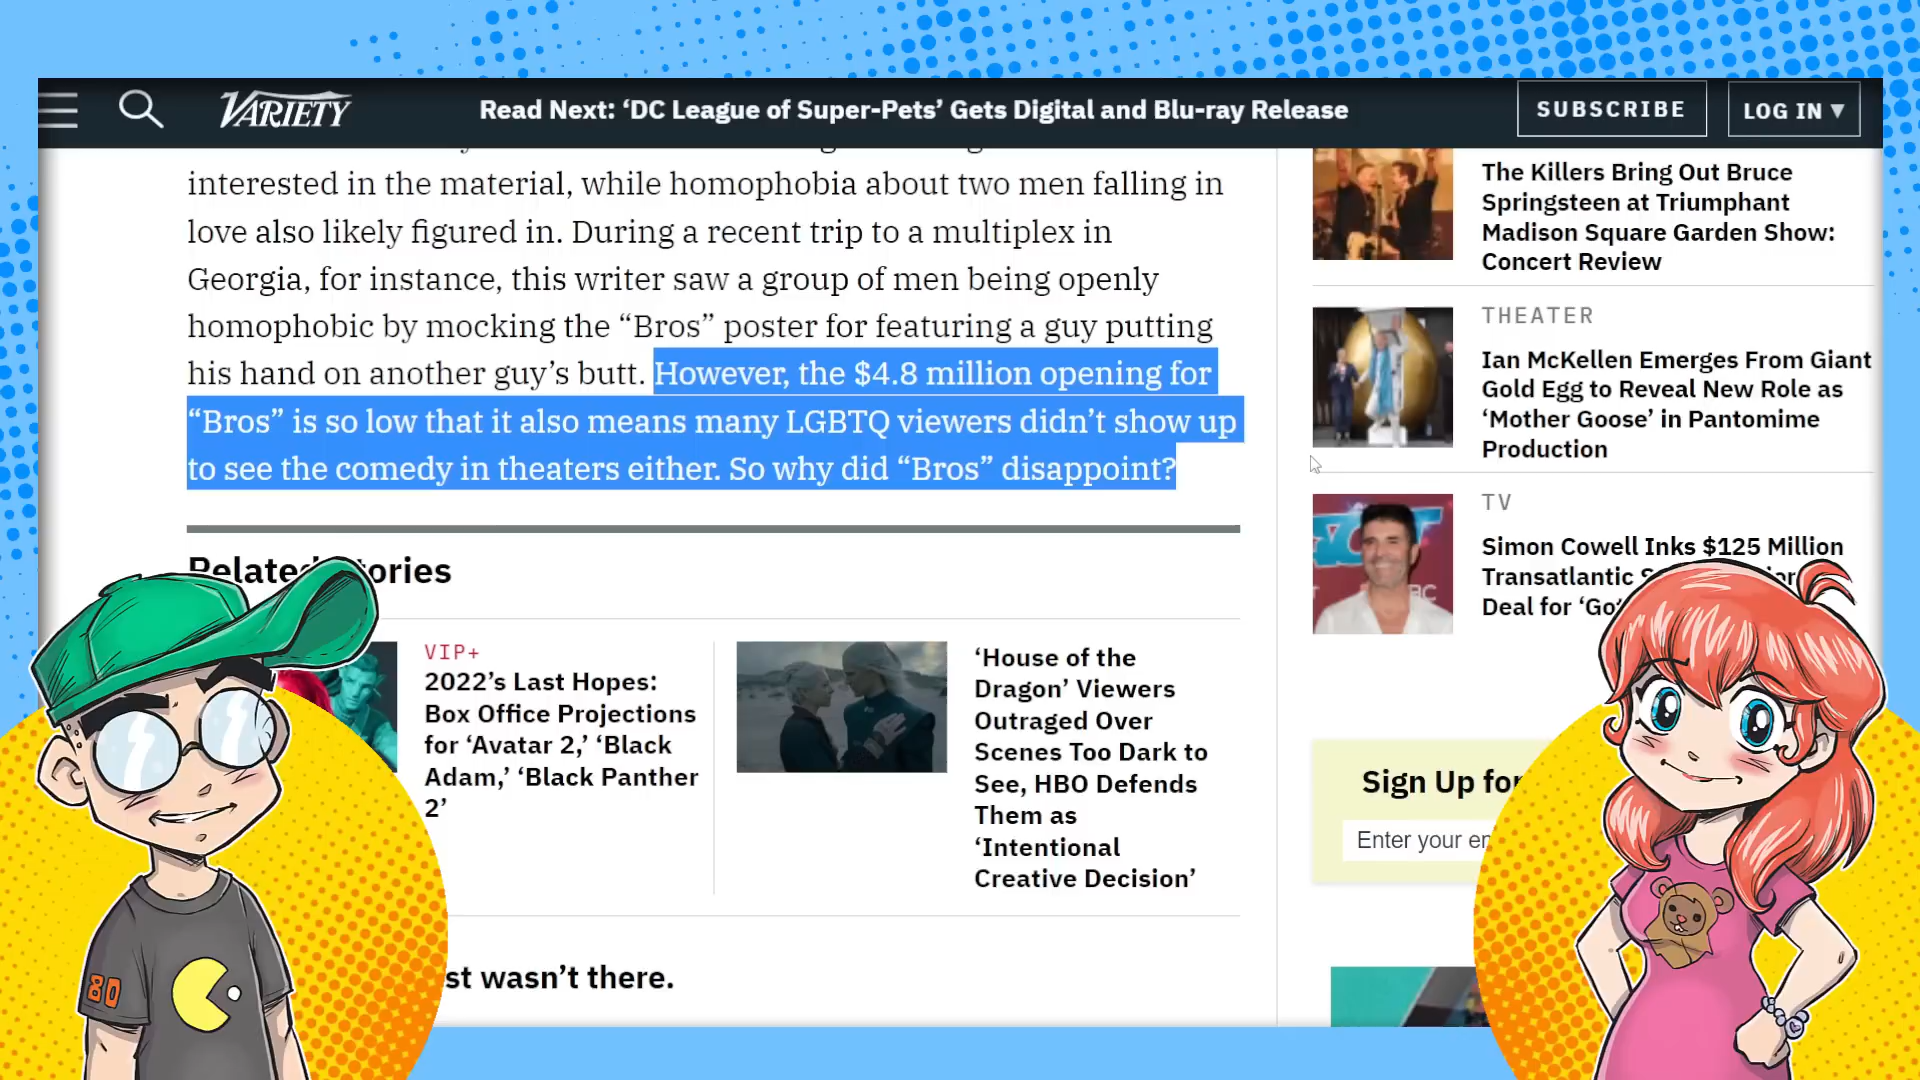 VARIETY
Read Next: ‘DC League of Super-Pets’ Gets Digital and Blu-ray Release
SUBSCRIBE
LOG IN ▼
interested in the material, while homophobia about two men falling in
love also likely figured in. During a recent trip to a multiplex in
Georgia, for instance, this writer saw a group of men being openly
homophobic by mocking the “Bros” poster for featuring a guy putting
his hand on another guy’s butt. However, the $4.8 million opening for
“Bros” is so low that it also means many LGBTQ viewers didn’t show up
to see the comedy in theaters either. So why did “Bros” disappoint?
Related Stories
VIP+
2022’s Last Hopes:
Box Office Projections
for ‘Avatar 2,’ ‘Black
Adam,’ ‘Black Panther
2’
‘House of the
Dragon’ Viewers
Outraged Over
Scenes Too Dark to
See, HBO Defends
Them as
‘Intentional
Creative Decision’
st wasn’t there.
The Killers Bring Out Bruce
Springsteen at Triumphant
Madison Square Garden Show:
Concert Review
THEATER
Ian McKellen Emerges From Giant
Gold Egg to Reveal New Role as
‘Mother Goose’ in Pantomime
Production
TV
Simon Cowell Inks $125 Million
Transatlantic
Deal for
Sign Up for
Enter your
80